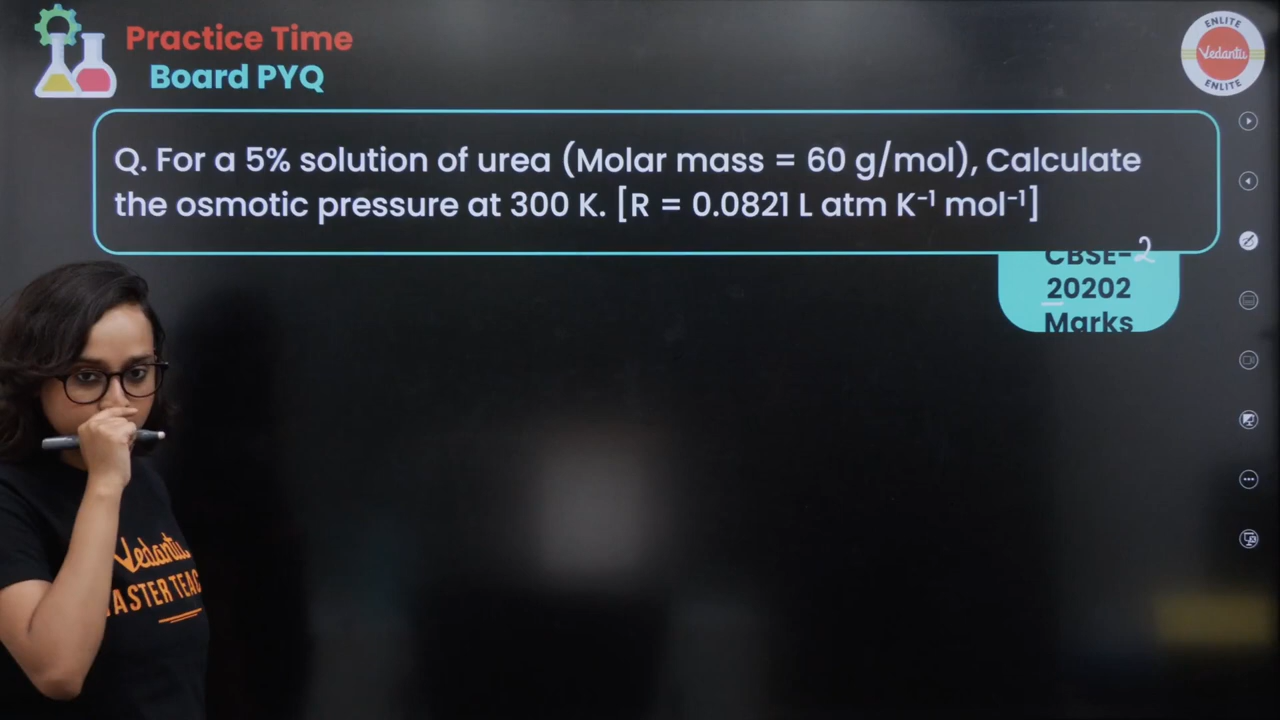 Practice Time
Board PYQ
ENLITE
Vedantu
ENLITE
Q. For a 5% solution of urea (Molar mass = 60 g/mol), Calculate
the osmotic pressure at 300 K. [R = 0.0821 L atm K⁻¹ mol⁻¹]
CBSE-2
20202
Marks
Vedantu
MASTER TEAC